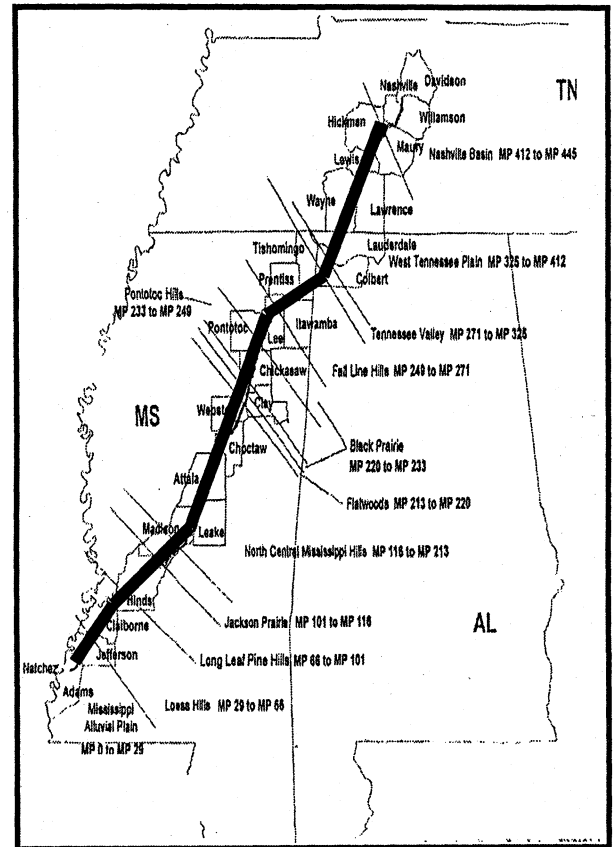 Nashville
Davidson
TN
Hickman
Williamson
Maury
Nashville Basin MP 412 to MP 445
Lewis
Wayne
Lawrence
Tishomingo
Lauderdale
West Tennessee Plain MP 325 to MP 412
Prentiss
Colbert
Pontotoc Hills
MP 233 to MP 249
Pontotoc
Itawamba
Lee
Tennessee Valley MP 271 to MP 325
Chickasaw
Fall Line Hills MP 249 to MP 271
MS
Webst
Clay
Choctaw
Black Prairie
MP 220 to MP 233
Attala
Flatwoods MP 213 to MP 220
Madison
Leake
North Central Mississippi Hills MP 116 to MP 213
Hinds
Jackson Prairie MP 101 to MP 116
AL
Claiborne
Jefferson
Long Leaf Pine Hills MP 66 to MP 101
Natchez
Adams
Loess Hills MP 29 to MP 66
Mississippi
Alluvial Plain
MP 0 to MP 29